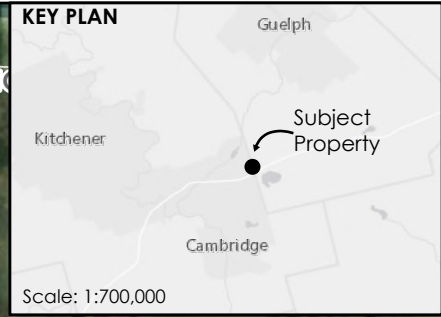 KEY PLAN
Guelph
Subject
Property
Kitchener
Cambridge
Scale: 1:700,000